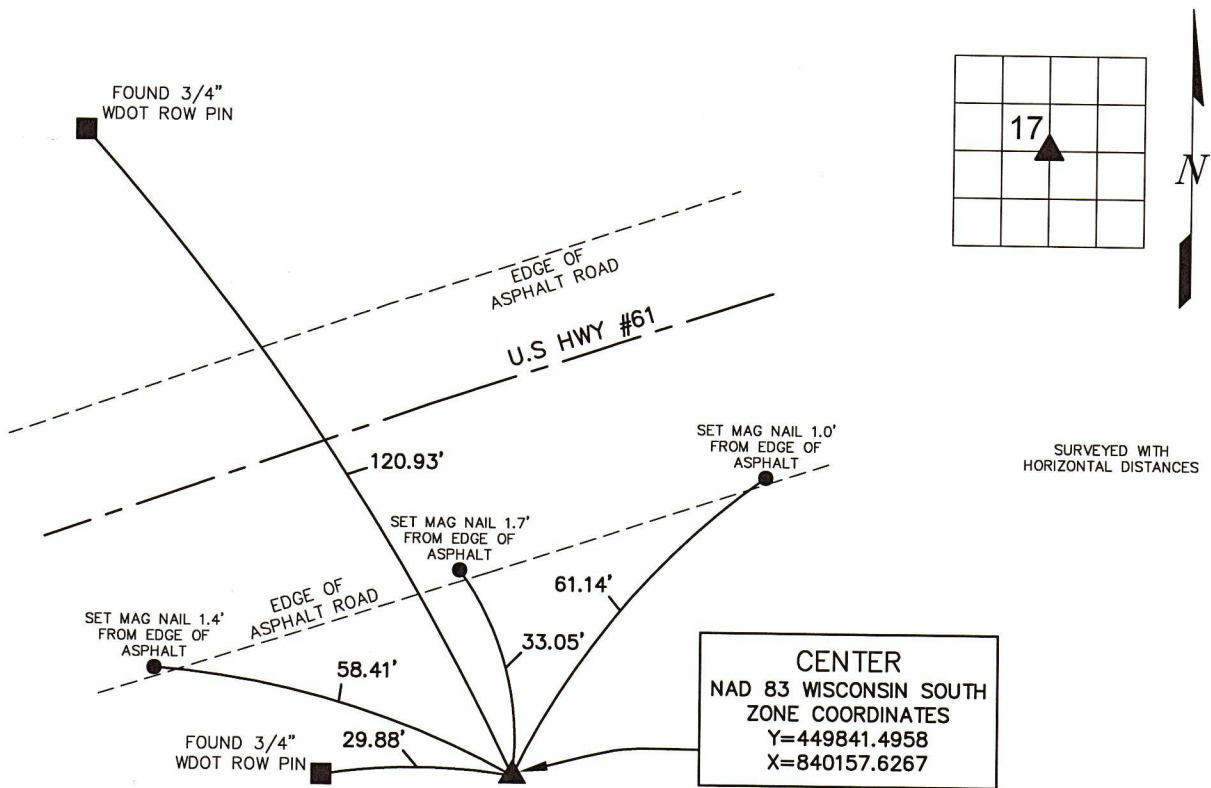 FOUND 3/4"
WDOT ROW PIN
17
N
EDGE OF
ASPHALT ROAD
U.S HWY #61
120.93'
SET MAG NAIL 1.0'
FROM EDGE OF
ASPHALT
SURVEYED WITH
HORIZONTAL DISTANCES
SET MAG NAIL 1.7'
FROM EDGE OF
ASPHALT
61.14'
EDGE OF
ASPHALT ROAD
SET MAG NAIL 1.4'
FROM EDGE OF
ASPHALT
33.05'
58.41'
FOUND 3/4"
WDOT ROW PIN
29.88'
CENTER
NAD 83 WISCONSIN SOUTH
ZONE COORDINATES
Y=449841.4958
X=840157.6267